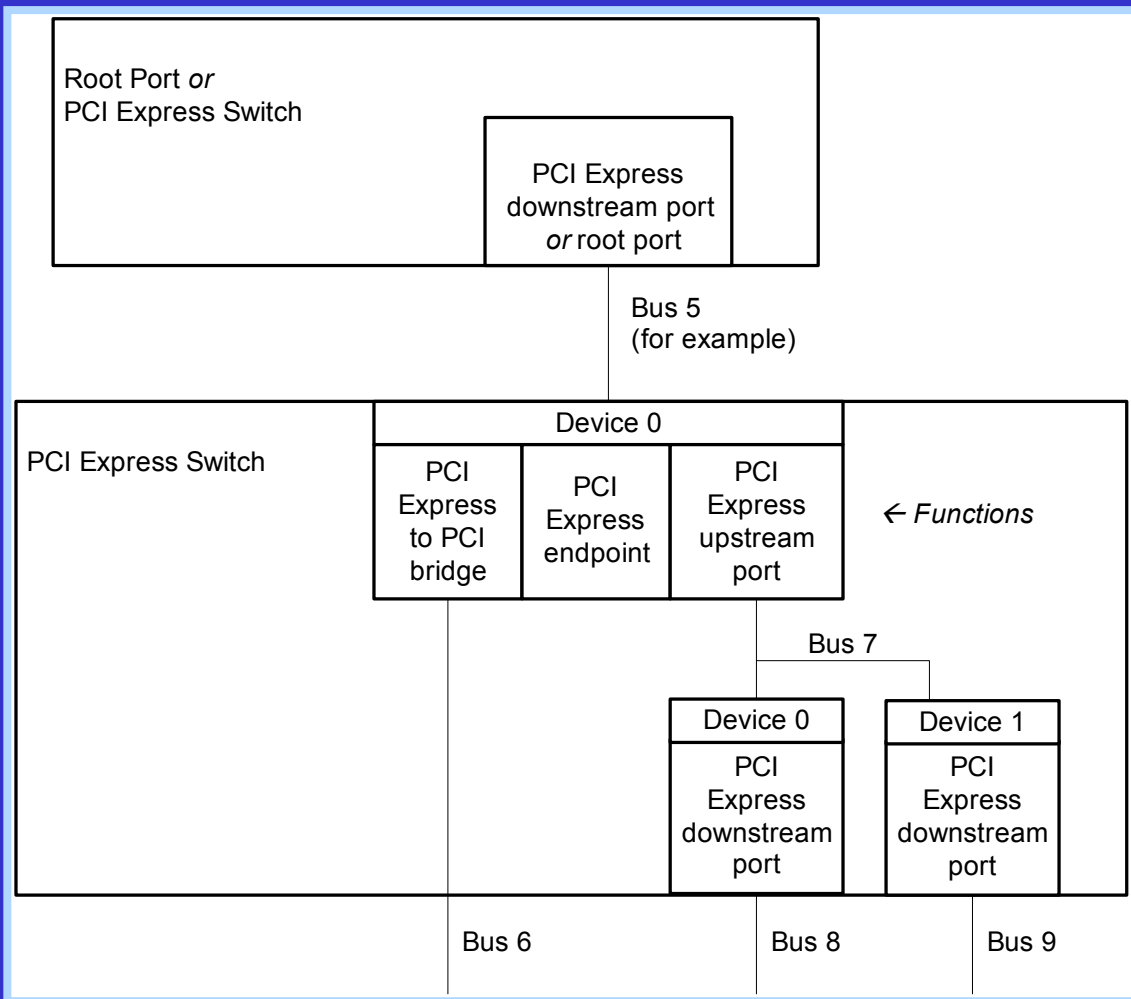 Root Port or
PCI Express Switch
PCI Express
downstream port
or root port
Bus 5
(for example)
PCI Express Switch
Device 0
PCI
Express
to PCI
bridge
PCI
Express
endpoint
PCI
Express
upstream
port
← Functions
Bus 7
Device 0
PCI
Express
downstream
port
Device 1
PCI
Express
downstream
port
Bus 6
Bus 8
Bus 9